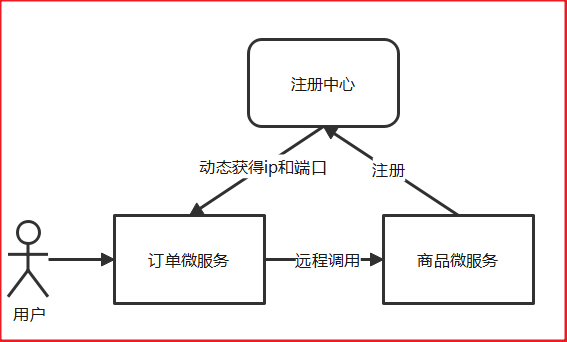 注册中心
动态获得ip和端口
注册
订单微服务
远程调用
商品微服务
用户